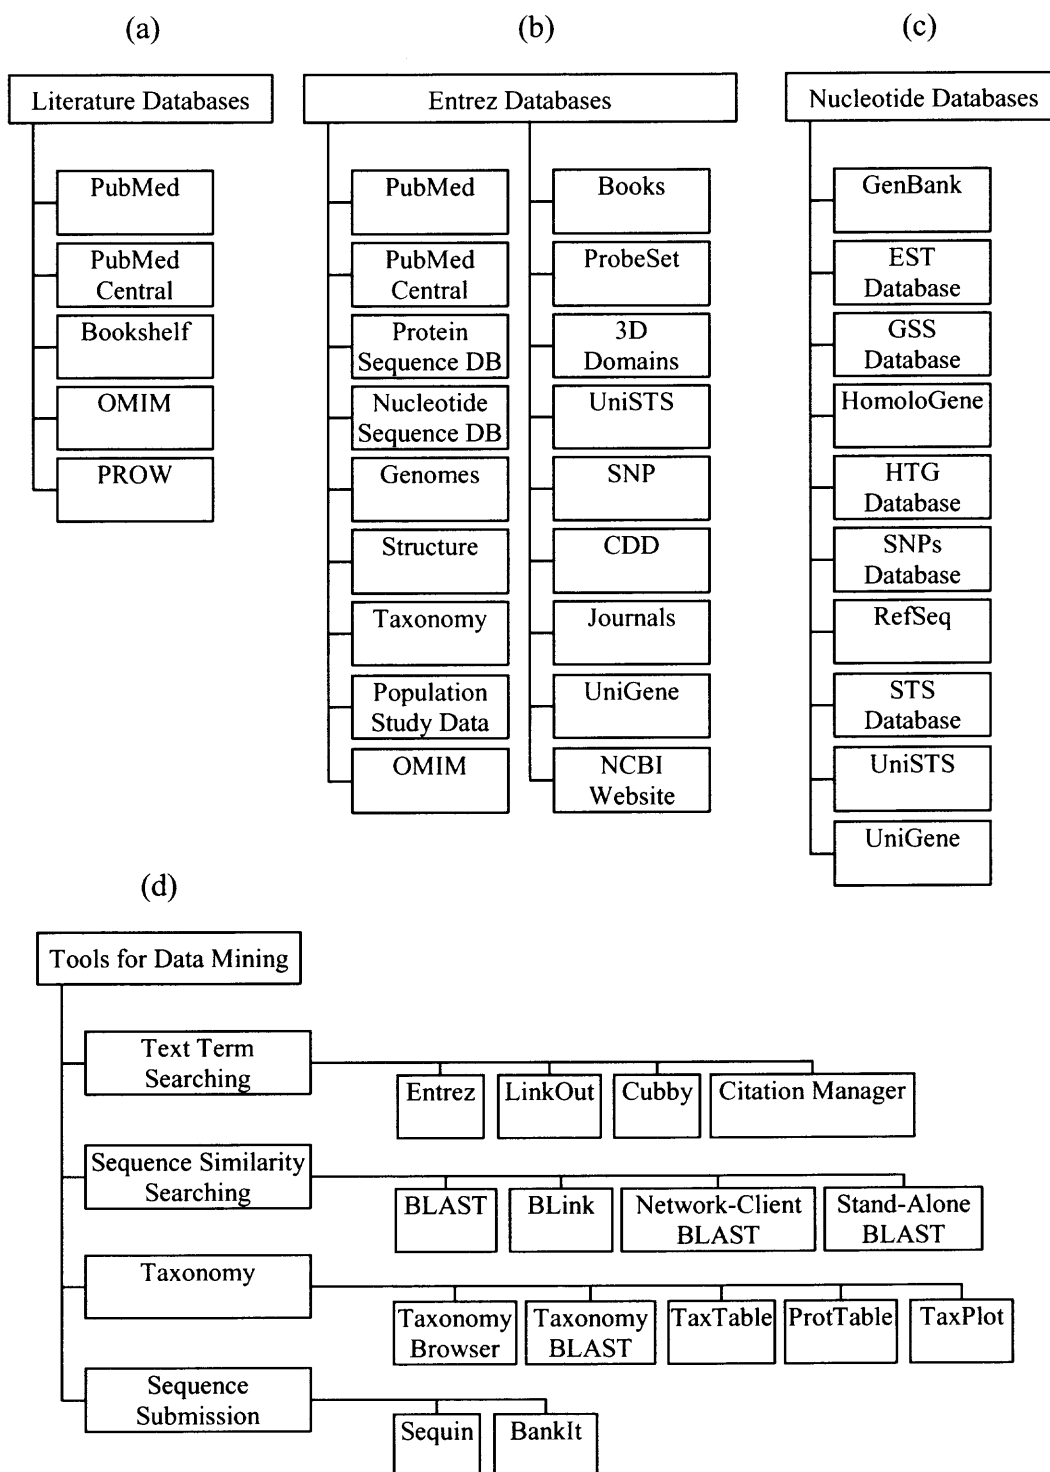 (a)
(b)
(c)
Literature Databases
Entrez Databases
Nucleotide Databases
PubMed
PubMed
Central
Bookshelf
OMIM
PROW
PubMed
PubMed
Central
Protein
Sequence DB
Nucleotide
Sequence DB
Genomes
Structure
Taxonomy
Population
Study Data
OMIM
Books
ProbeSet
3D
Domains
UniSTS
SNP
CDD
Journals
UniGene
NCBI
Website
GenBank
EST
Database
GSS
Database
HomoloGene
HTG
Database
SNPs
Database
RefSeq
STS
Database
UniSTS
UniGene
(d)
Tools for Data Mining
Text Term
Searching
Entrez
LinkOut
Cubby
Citation Manager
Sequence Similarity
Searching
BLAST
BLink
Network-Client
BLAST
Stand-Alone
BLAST
Taxonomy
Taxonomy
Browser
Taxonomy
BLAST
TaxTable
ProtTable
TaxPlot
Sequence
Submission
Sequin
BankIt